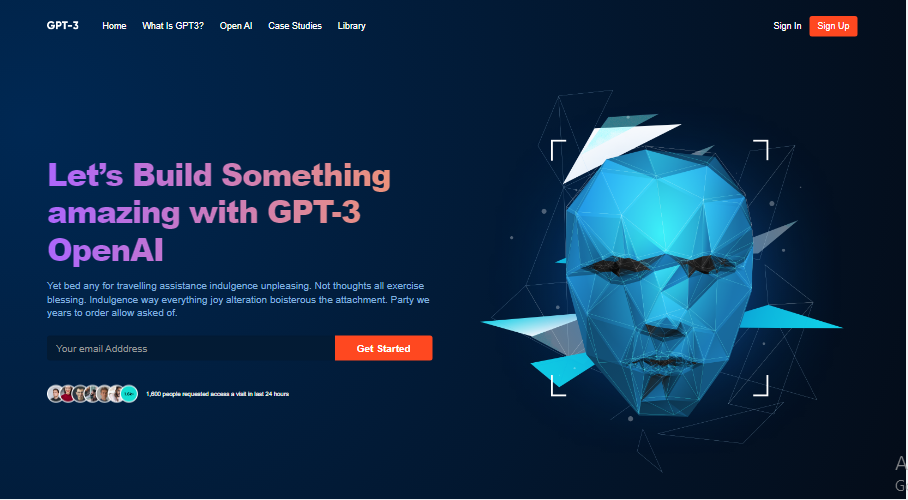 GPT-3 Home What Is GPT3? Open AI Case Studies Library Sign In Sign Up
Let's Build Something
amazing with GPT-3
OpenAI
Yet bed any for travelling assistance indulgence unpleasing. Not thoughts all exercise
blessing. Indulgence way everything joy alteration boisterous the attachment. Party we
years to order allow asked of.
Your email Adddress Get Started
1,600 people requested access a visit in last 24 hours
A
G